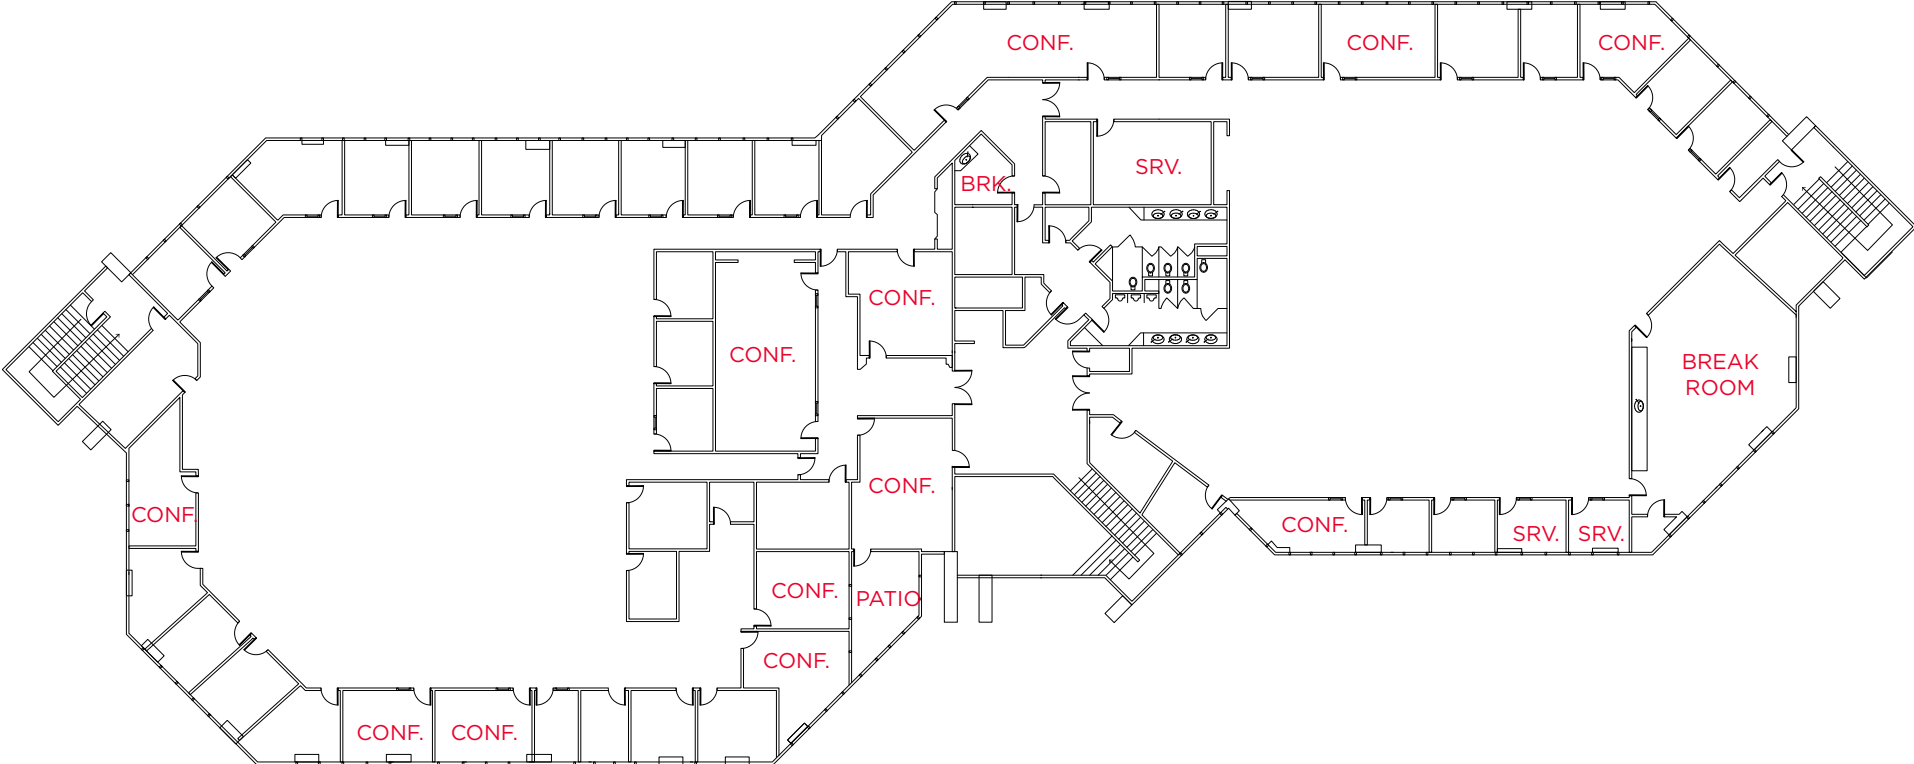 CONF.
CONF.
CONF.
SRV.
BRK.
CONF.
CONF.
BREAK
ROOM
CONF.
CONF.
CONF.
SRV.
SRV.
CONF.
PATIO
CONF.
CONF.
CONF.